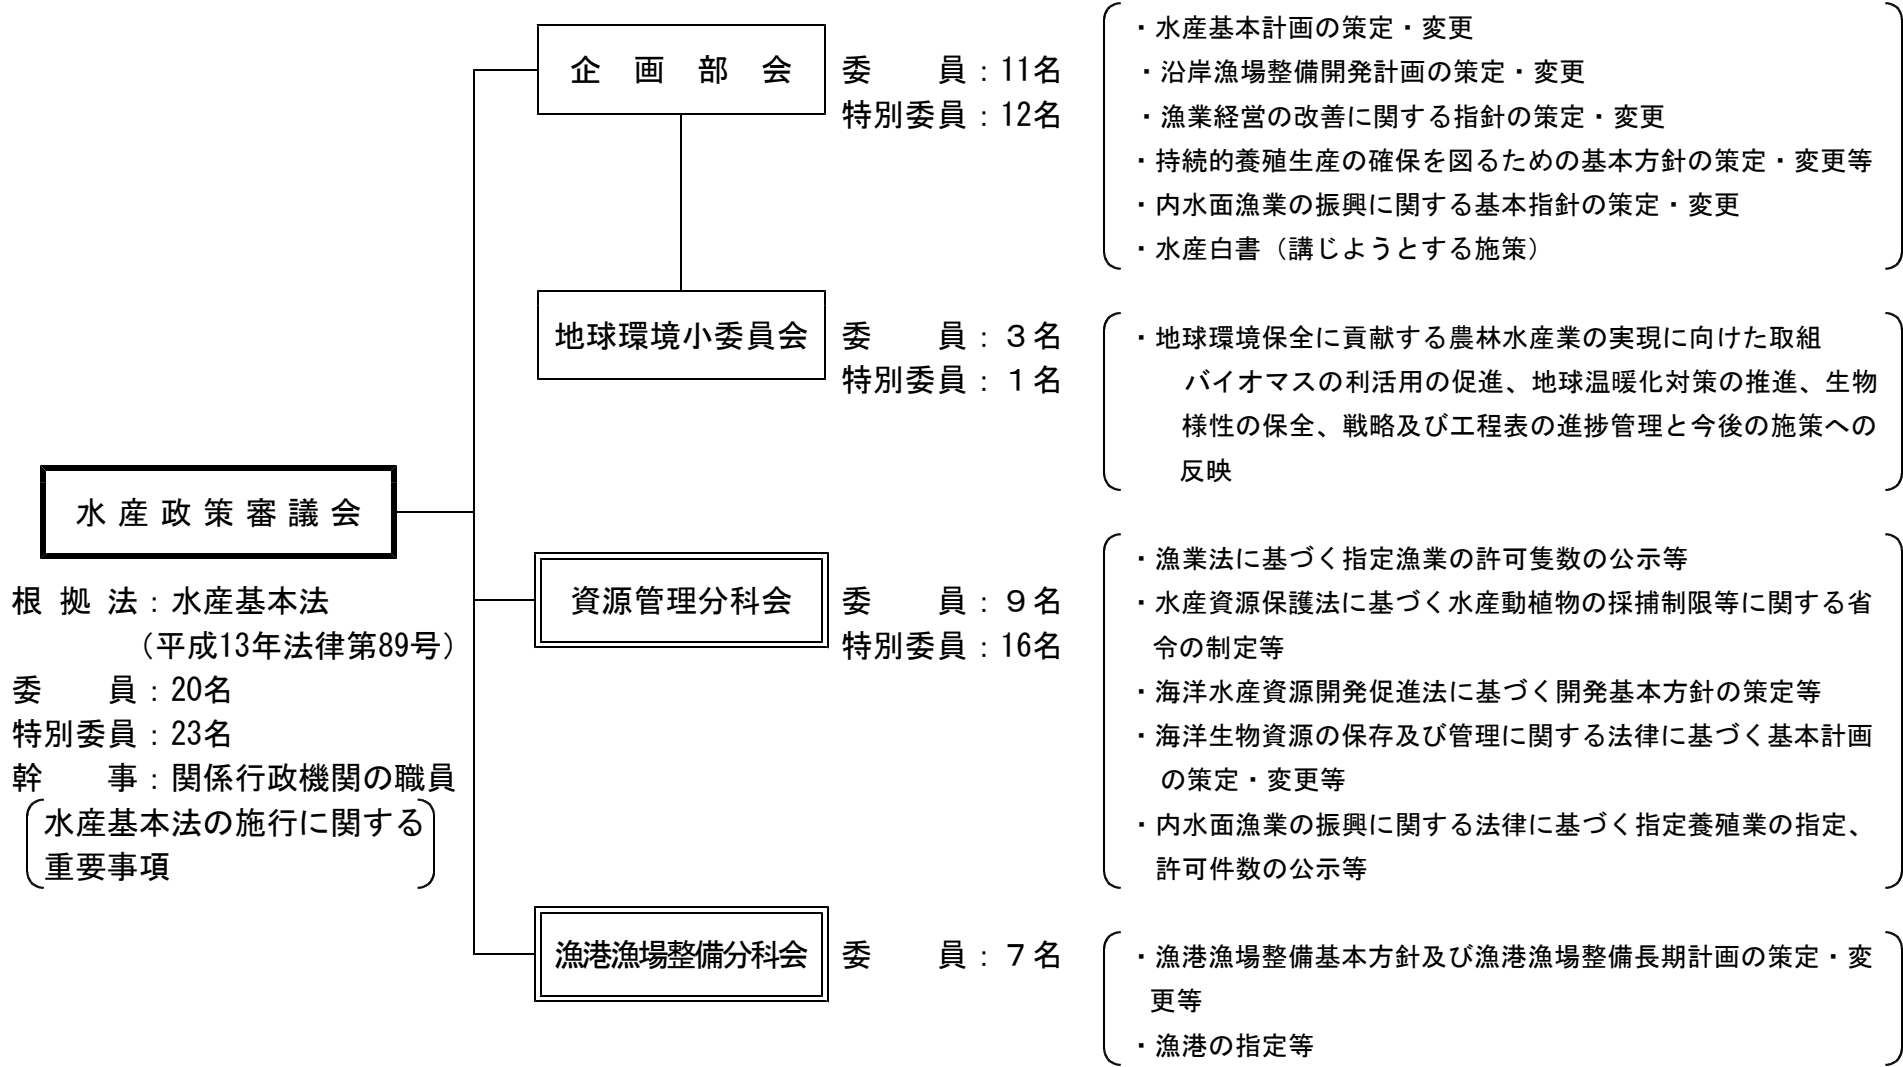 企　画　部　会
委　　員：11名
特別委員：12名
・水産基本計画の策定・変更
・沿岸漁場整備開発計画の策定・変更
・漁業経営の改善に関する指針の策定・変更
・持続的養殖生産の確保を図るための基本方針の策定・変更等
・内水面漁業の振興に関する基本指針の策定・変更
・水産白書（講じようとする施策）
地球環境小委員会
委　　員：３名
特別委員：１名
・地球環境保全に貢献する農林水産業の実現に向けた取組
バイオマスの利活用の促進、地球温暖化対策の推進、生物
様性の保全、戦略及び工程表の進捗管理と今後の施策への
反映
水産政策審議会
根拠法：水産基本法
（平成13年法律第89号）
委　　員：20名
特別委員：23名
幹　　事：関係行政機関の職員
水産基本法の施行に関する
重要事項
資源管理分科会
委　　員：９名
特別委員：16名
・漁業法に基づく指定漁業の許可隻数の公示等
・水産資源保護法に基づく水産動植物の採捕制限等に関する省
令の制定等
・海洋水産資源開発促進法に基づく開発基本方針の策定等
・海洋生物資源の保存及び管理に関する法律に基づく基本計画
の策定・変更等
・内水面漁業の振興に関する法律に基づく指定養殖業の指定、
許可件数の公示等
漁港漁場整備分科会
委　　員：７名
・漁港漁場整備基本方針及び漁港漁場整備長期計画の策定・変
更等
・漁港の指定等